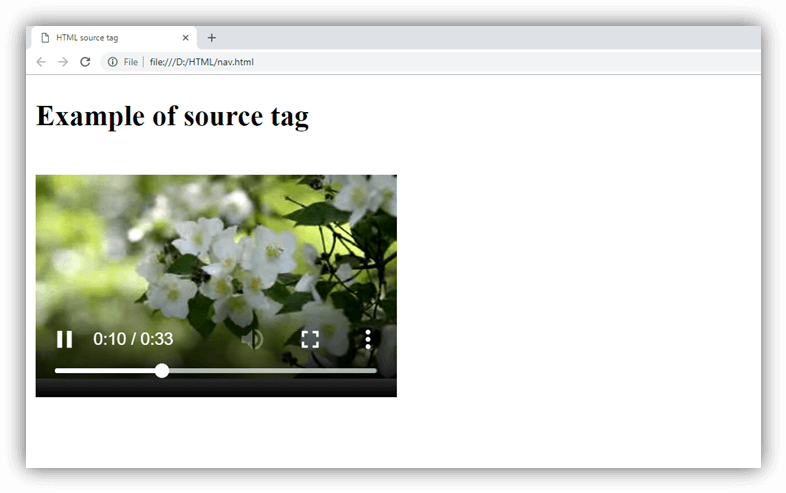 HTML source tag
File file:///D:/HTML/nav.html
Example of source tag
0:10 / 0:33